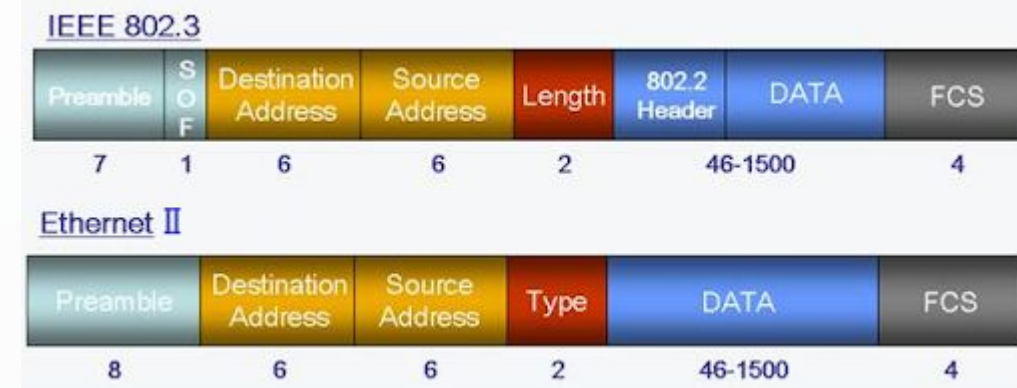 IEEE 802.3
Preamble S O F Destination Address Source Address Length 802.2 Header DATA FCS
7 1 6 6 2 46-1500 4
Ethernet II
Preamble Destination Address Source Address Type DATA FCS
8 6 6 2 46-1500 4